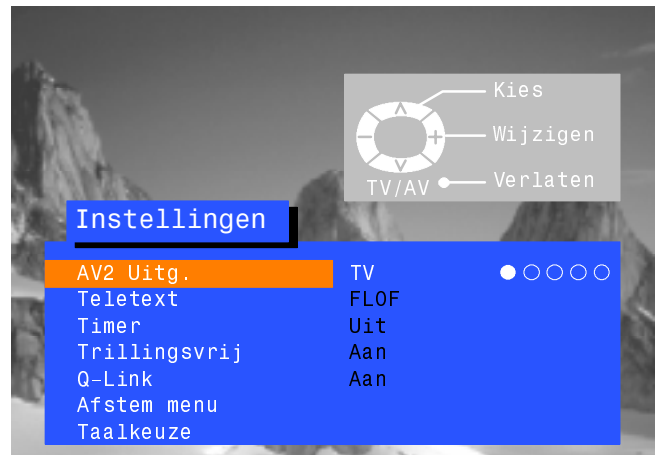 Kies
Wijzigen
TV/AV Verlaten
Instellingen
AV2 Uitg. TV
Teletext FLOF
Timer Uit
Trillingsvrij Aan
Q-Link Aan
Afstem menu
Taalkeuze